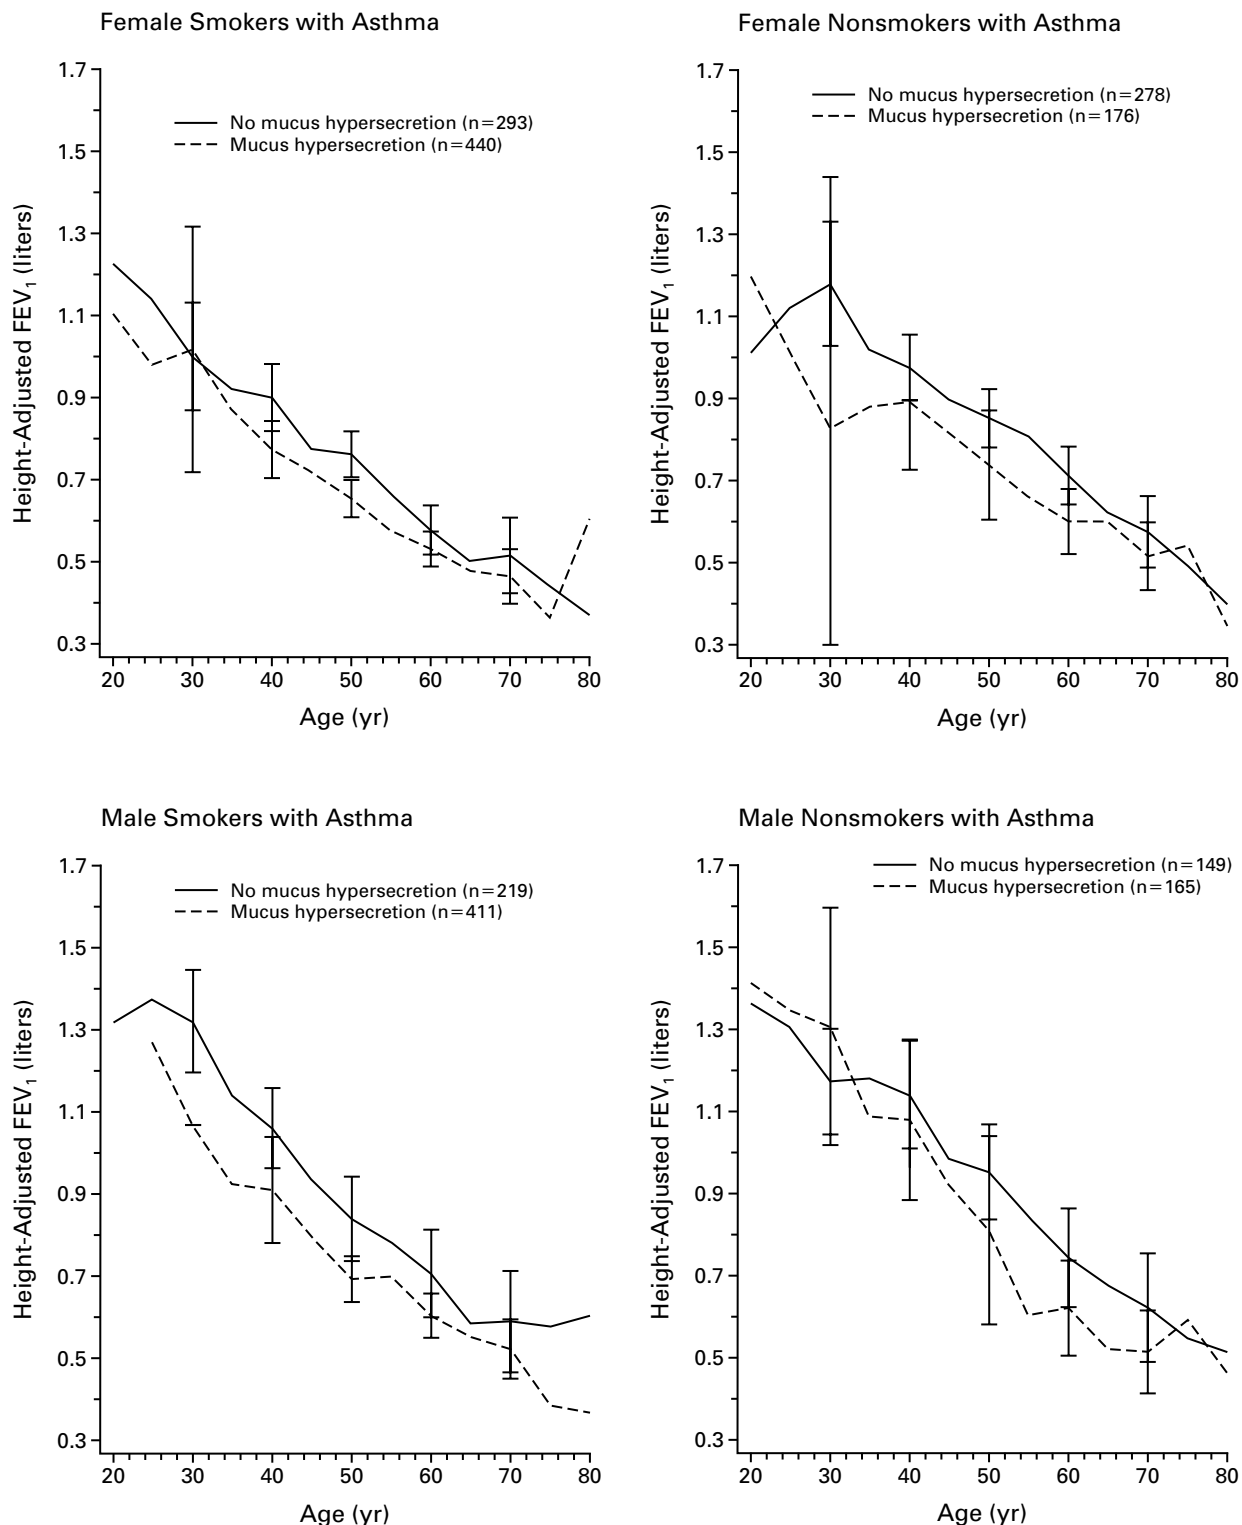 Female Smokers with Asthma
1.7
1.5
1.3
1.1
0.9
0.7
0.5
0.3
Height-Adjusted FEV₁ (liters)
No mucus hypersecretion (n=293)
Mucus hypersecretion (n=440)
20 30 40 50 60 70 80
Age (yr)
Female Nonsmokers with Asthma
1.7
1.5
1.3
1.1
0.9
0.7
0.5
0.3
Height-Adjusted FEV₁ (liters)
No mucus hypersecretion (n=278)
Mucus hypersecretion (n=176)
20 30 40 50 60 70 80
Age (yr)
Male Smokers with Asthma
1.7
1.5
1.3
1.1
0.9
0.7
0.5
0.3
Height-Adjusted FEV₁ (liters)
No mucus hypersecretion (n=219)
Mucus hypersecretion (n=411)
20 30 40 50 60 70 80
Age (yr)
Male Nonsmokers with Asthma
1.7
1.5
1.3
1.1
0.9
0.7
0.5
0.3
Height-Adjusted FEV₁ (liters)
No mucus hypersecretion (n=149)
Mucus hypersecretion (n=165)
20 30 40 50 60 70 80
Age (yr)